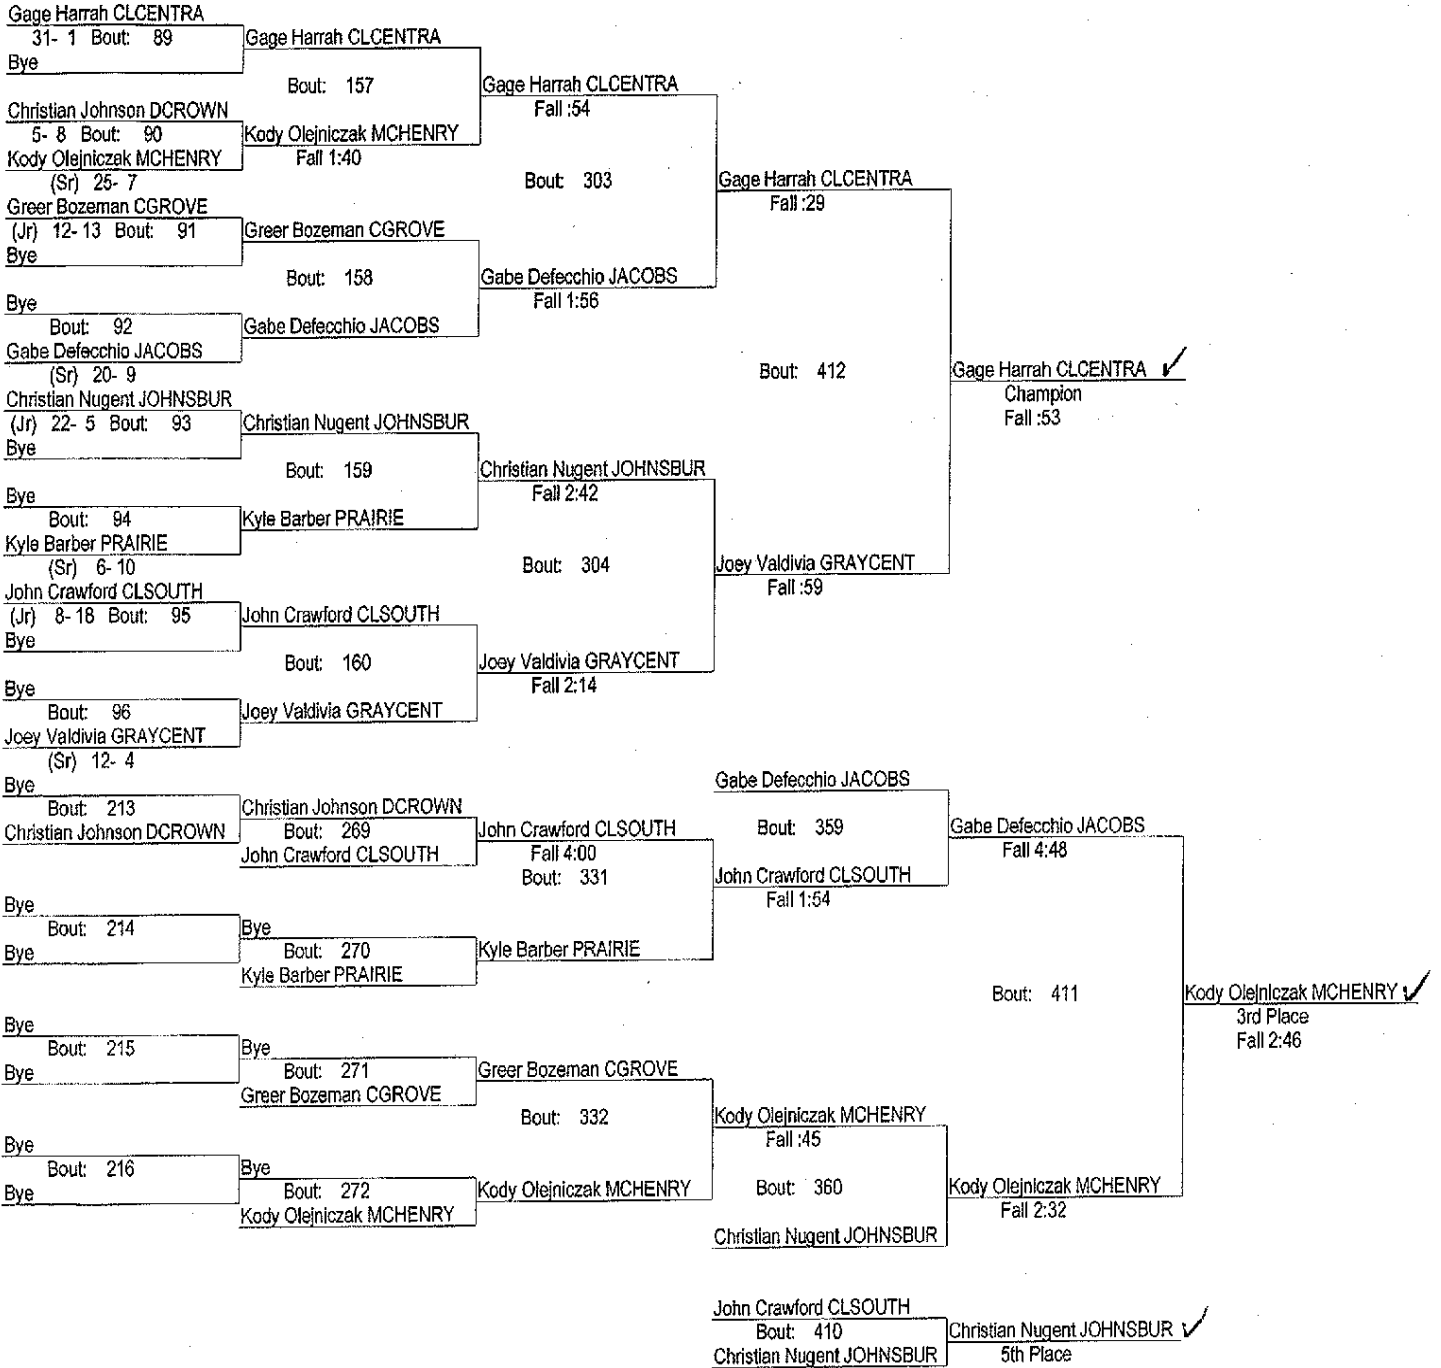 Gage Harrah CLCENTRA
31- 1 Bout: 89
Bye
Christian Johnson DCROWN
5- 8 Bout: 90
Kody Olejniczak MCHENRY
(Sr) 25- 7
Greer Bozeman CGROVE
(Jr) 12- 13 Bout: 91
Bye
Bye
Bout: 92
Gabe Defecchio JACOBS
(Sr) 20- 9
Christian Nugent JOHNSBUR
(Jr) 22- 5 Bout: 93
Bye
Bye
Bout: 94
Kyle Barber PRAIRIE
(Sr) 6- 10
John Crawford CLSOUTH
(Jr) 8- 18 Bout: 95
Bye
Bye
Bout: 96
Joey Valdivia GRAYCENT
(Sr) 12- 4
Gage Harrah CLCENTRA
Bout: 157
Kody Olejniczak MCHENRY
Fall 1:40
Greer Bozeman CGROVE
Bout: 158
Gabe Defecchio JACOBS
Christian Nugent JOHNSBUR
Bout: 159
Kyle Barber PRAIRIE
John Crawford CLSOUTH
Bout: 160
Joey Valdivia GRAYCENT
Gage Harrah CLCENTRA
Fall :54
Bout: 303
Gabe Defecchio JACOBS
Fall 1:56
Christian Nugent JOHNSBUR
Fall 2:42
Bout: 304
Joey Valdivia GRAYCENT
Fall 2:14
Gage Harrah CLCENTRA
Fall :29
Bout: 412
Joey Valdivia GRAYCENT
Fall :59
Gage Harrah CLCENTRA
Champion
Fall :53
Bye
Bout: 213
Christian Johnson DCROWN
Bye
Bout: 214
Bye
Bye
Bout: 215
Bye
Bye
Bout: 216
Bye
Christian Johnson DCROWN
Bout: 269
John Crawford CLSOUTH
Bye
Bout: 270
Kyle Barber PRAIRIE
Bye
Bout: 271
Greer Bozeman CGROVE
Bye
Bout: 272
Kody Olejniczak MCHENRY
John Crawford CLSOUTH
Fall 4:00
Bout: 331
Kyle Barber PRAIRIE
Greer Bozeman CGROVE
Bout: 332
Kody Olejniczak MCHENRY
Gabe Defecchio JACOBS
Bout: 359
John Crawford CLSOUTH
Fall 1:54
Kody Olejniczak MCHENRY
Fall :45
Bout: 360
Christian Nugent JOHNSBUR
Gabe Defecchio JACOBS
Fall 4:48
Bout: 411
Kody Olejniczak MCHENRY
Fall 2:32
Kody Olejniczak MCHENRY
3rd Place
Fall 2:46
John Crawford CLSOUTH
Bout: 410
Christian Nugent JOHNSBUR
Christian Nugent JOHNSBUR
5th Place